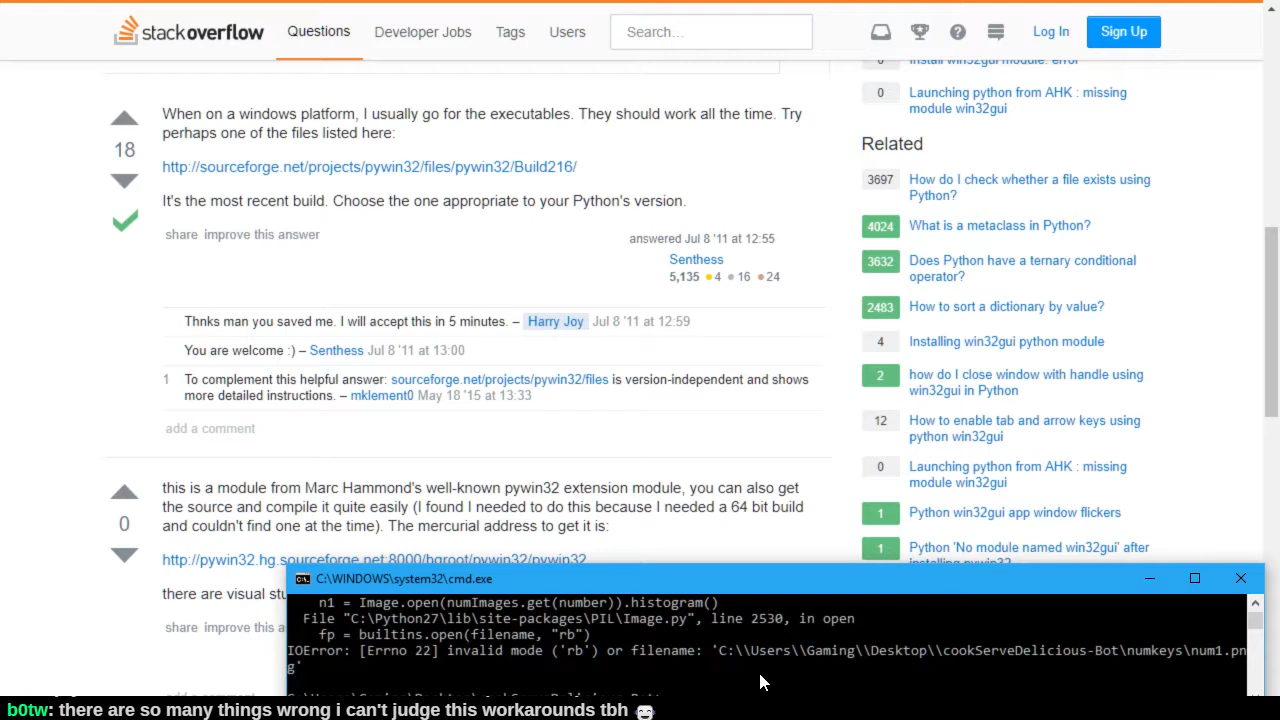 stackoverflow Questions Developer Jobs Tags Users Search... Log In Sign Up
When on a windows platform, I usually go for the executables. They should work all the time. Try
perhaps one of the files listed here:
18
http://sourceforge.net/projects/pywin32/files/pywin32/Build216/
It's the most recent build. Choose the one appropriate to your Python's version.
share improve this answer
answered Jul 8 '11 at 12:55
Senthess
5,135 4 16 24
Thnks man you saved me. I will accept this in 5 minutes. – Harry Joy Jul 8 '11 at 12:59
You are welcome :) – Senthess Jul 8 '11 at 13:00
1 To complement this helpful answer: sourceforge.net/projects/pywin32/files is version-independent and shows
more detailed instructions. – mklement0 May 18 '15 at 13:33
add a comment
this is a module from Marc Hammond's well-known pywin32 extension module, you can also get
the source and compile it quite easily (I found I needed to do this because I needed a 64 bit build
and couldn't find one at the time). The mercurial address to get it is:
0
http://pywin32.hg.sourceforge.net:8000/hgroot/pywin32/pywin32
there are visual stu
share improve this a
0 Install win32gui module: error
0 Launching python from AHK : missing
module win32gui
Related
3697 How do I check whether a file exists using
Python?
4024 What is a metaclass in Python?
3632 Does Python have a ternary conditional
operator?
2483 How to sort a dictionary by value?
4 Installing win32gui python module
2 how do I close window with handle using
win32gui in Python
12 How to enable tab and arrow keys using
python win32gui
0 Launching python from AHK : missing
module win32gui
1 Python win32gui app window flickers
1 Python 'No module named win32gui' after
installing pywin32
C:\WINDOWS\system32\cmd.exe
n1 = Image.open(numImages.get(number)).histogram()
File "C:\Python27\lib\site-packages\PIL\Image.py", line 2530, in open
fp = builtins.open(filename, "rb")
IOError: [Errno 22] invalid mode ('rb') or filename: 'C:\\Users\\Gaming\\Desktop\\cookServeDelicious-Bot\numkeys\num1.pn
g'
b0tw: there are so many things wrong i can't judge this workarounds tbh